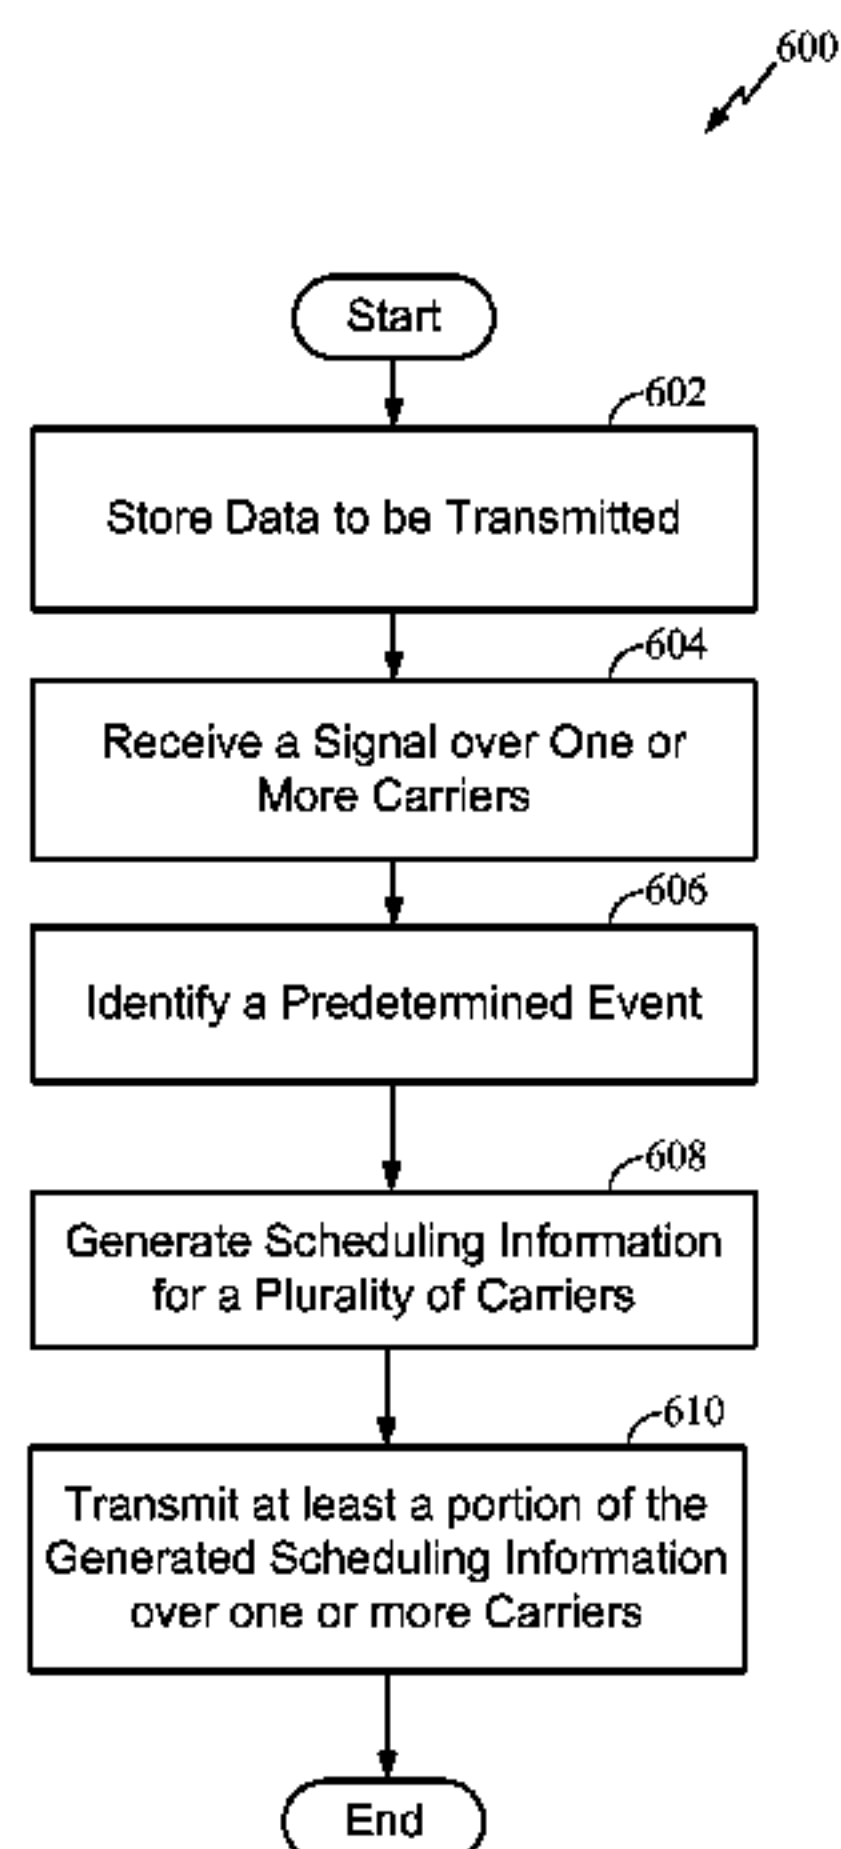 600
Start
602
Store Data to be Transmitted
604
Receive a Signal over One or
More Carriers
606
Identify a Predetermined Event
608
Generate Scheduling Information
for a Plurality of Carriers
610
Transmit at least a portion of the
Generated Scheduling Information
over one or more Carriers
End